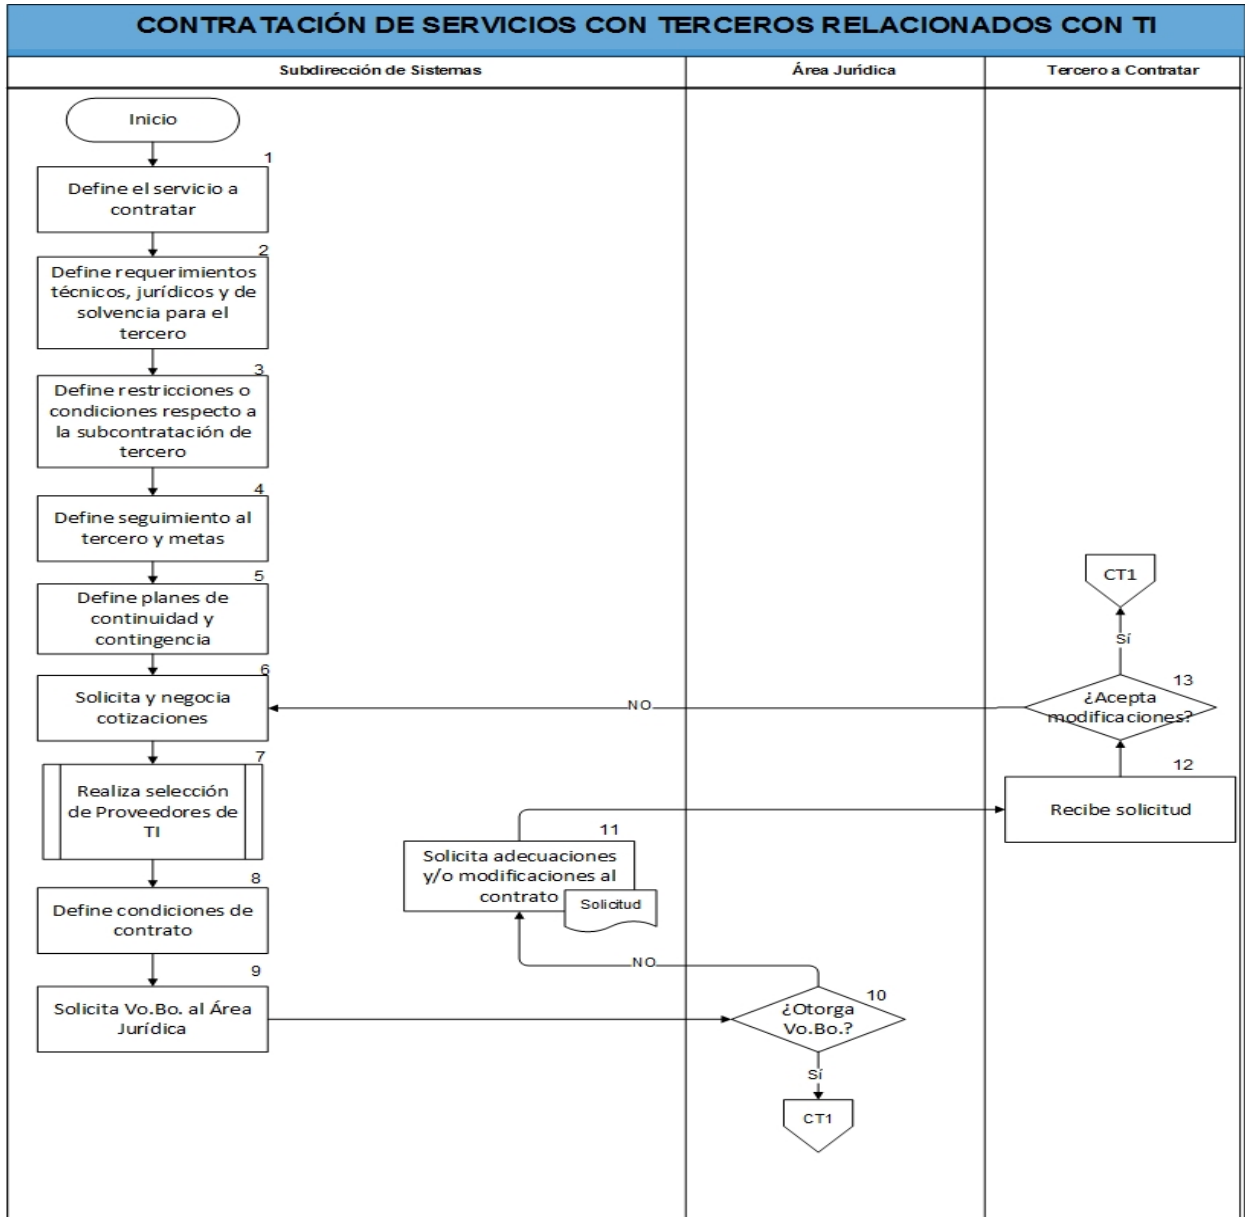 CONTRATACIÓN DE SERVICIOS CON TERCEROS RELACIONADOS CON TI
Subdirección de Sistemas
Área Jurídica
Tercero a Contratar
Inicio
1
Define el servicio a
contratar
2
Define requerimientos
técnicos, jurídicos y de
solvencia para el
tercero
3
Define restricciones o
condiciones respecto a
la subcontratación de
tercero
4
Define seguimiento al
tercero y metas
5
Define planes de
continuidad y
contingencia
6
Solicita y negocia
cotizaciones
7
Realiza selección
de Proveedores de
TI
8
Define condiciones de
contrato
9
Solicita Vo.Bo. al Área
Jurídica
10
¿Otorga
Vo.Bo.?
Sí
CT1
NO
11
Solicita adecuaciones
y/o modificaciones al
contrato
Solicitud
12
Recibe solicitud
13
¿Acepta
modificaciones?
NO
Sí
CT1